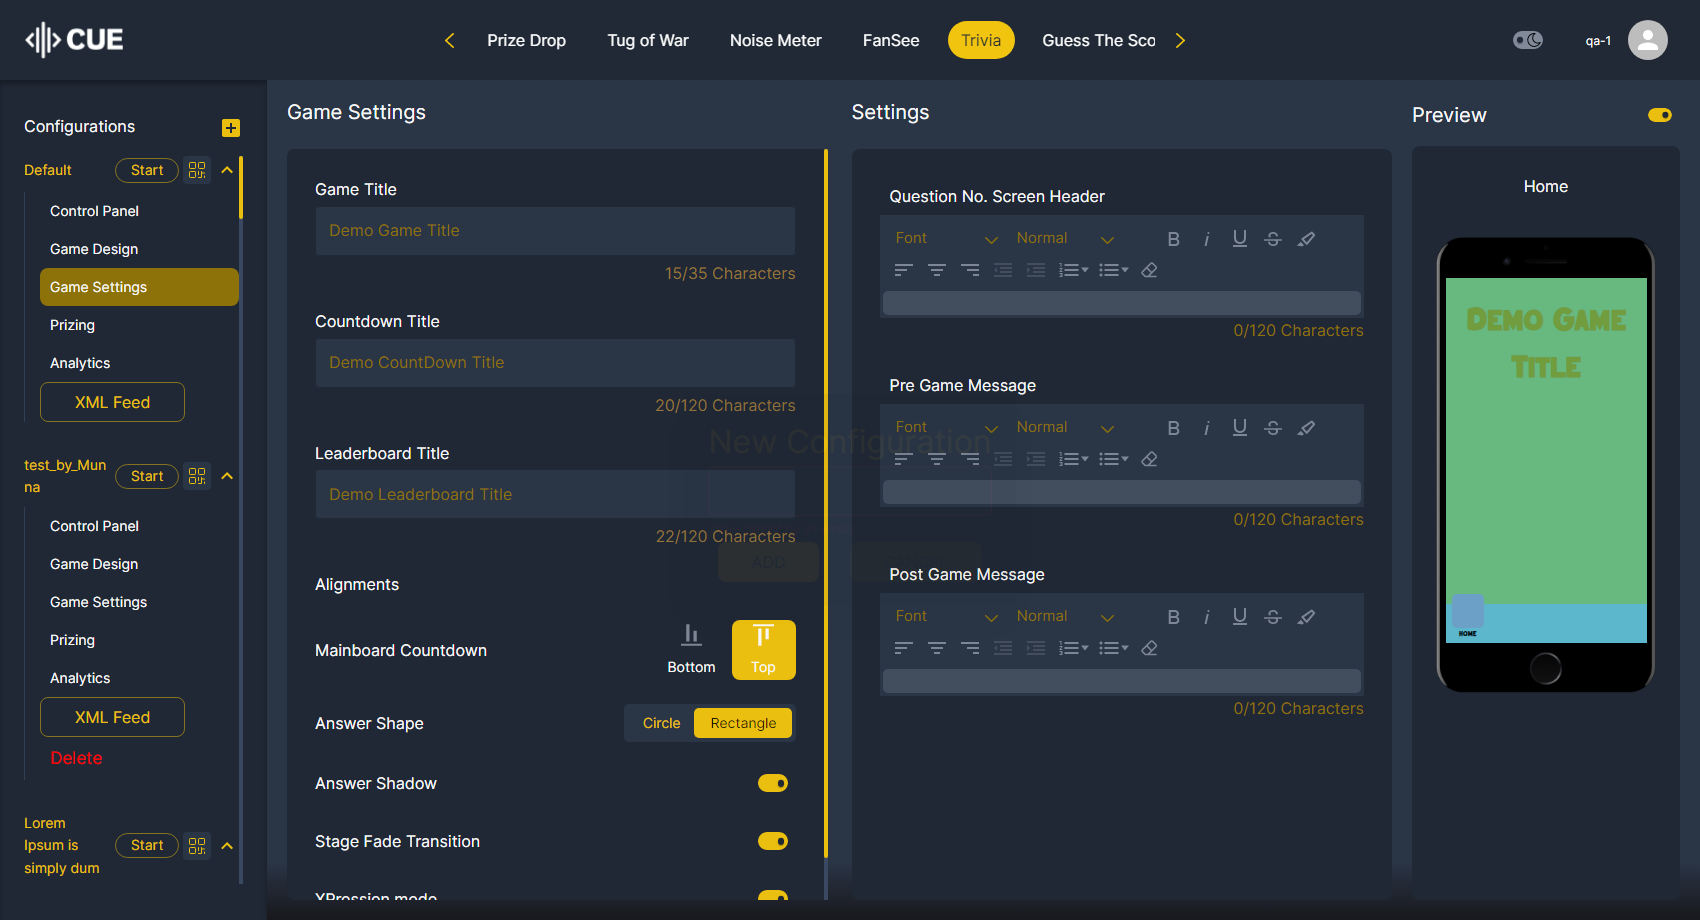 CUE
Prize Drop
Tug of War
Noise Meter
FanSee
Trivia
Guess The Sco
qa-1
Configurations
Default
Start
Control Panel
Game Design
Game Settings
Prizing
Analytics
XML Feed
test_by_Mun
na
Start
Control Panel
Game Design
Game Settings
Prizing
Analytics
XML Feed
Delete
Lorem
Ipsum is
simply dum
Start
Game Settings
Game Title
Demo Game Title
15/35 Characters
Countdown Title
Demo CountDown Title
20/120 Characters
Leaderboard Title
Demo Leaderboard Title
22/120 Characters
Alignments
Mainboard Countdown
Bottom
Top
Answer Shape
Circle
Rectangle
Answer Shadow
Stage Fade Transition
XPression mode
New Configuration
ADD
Settings
Question No. Screen Header
Font
Normal
0/120 Characters
Pre Game Message
Font
Normal
0/120 Characters
Post Game Message
Font
Normal
0/120 Characters
Preview
Home
Demo Game
Title
HOME